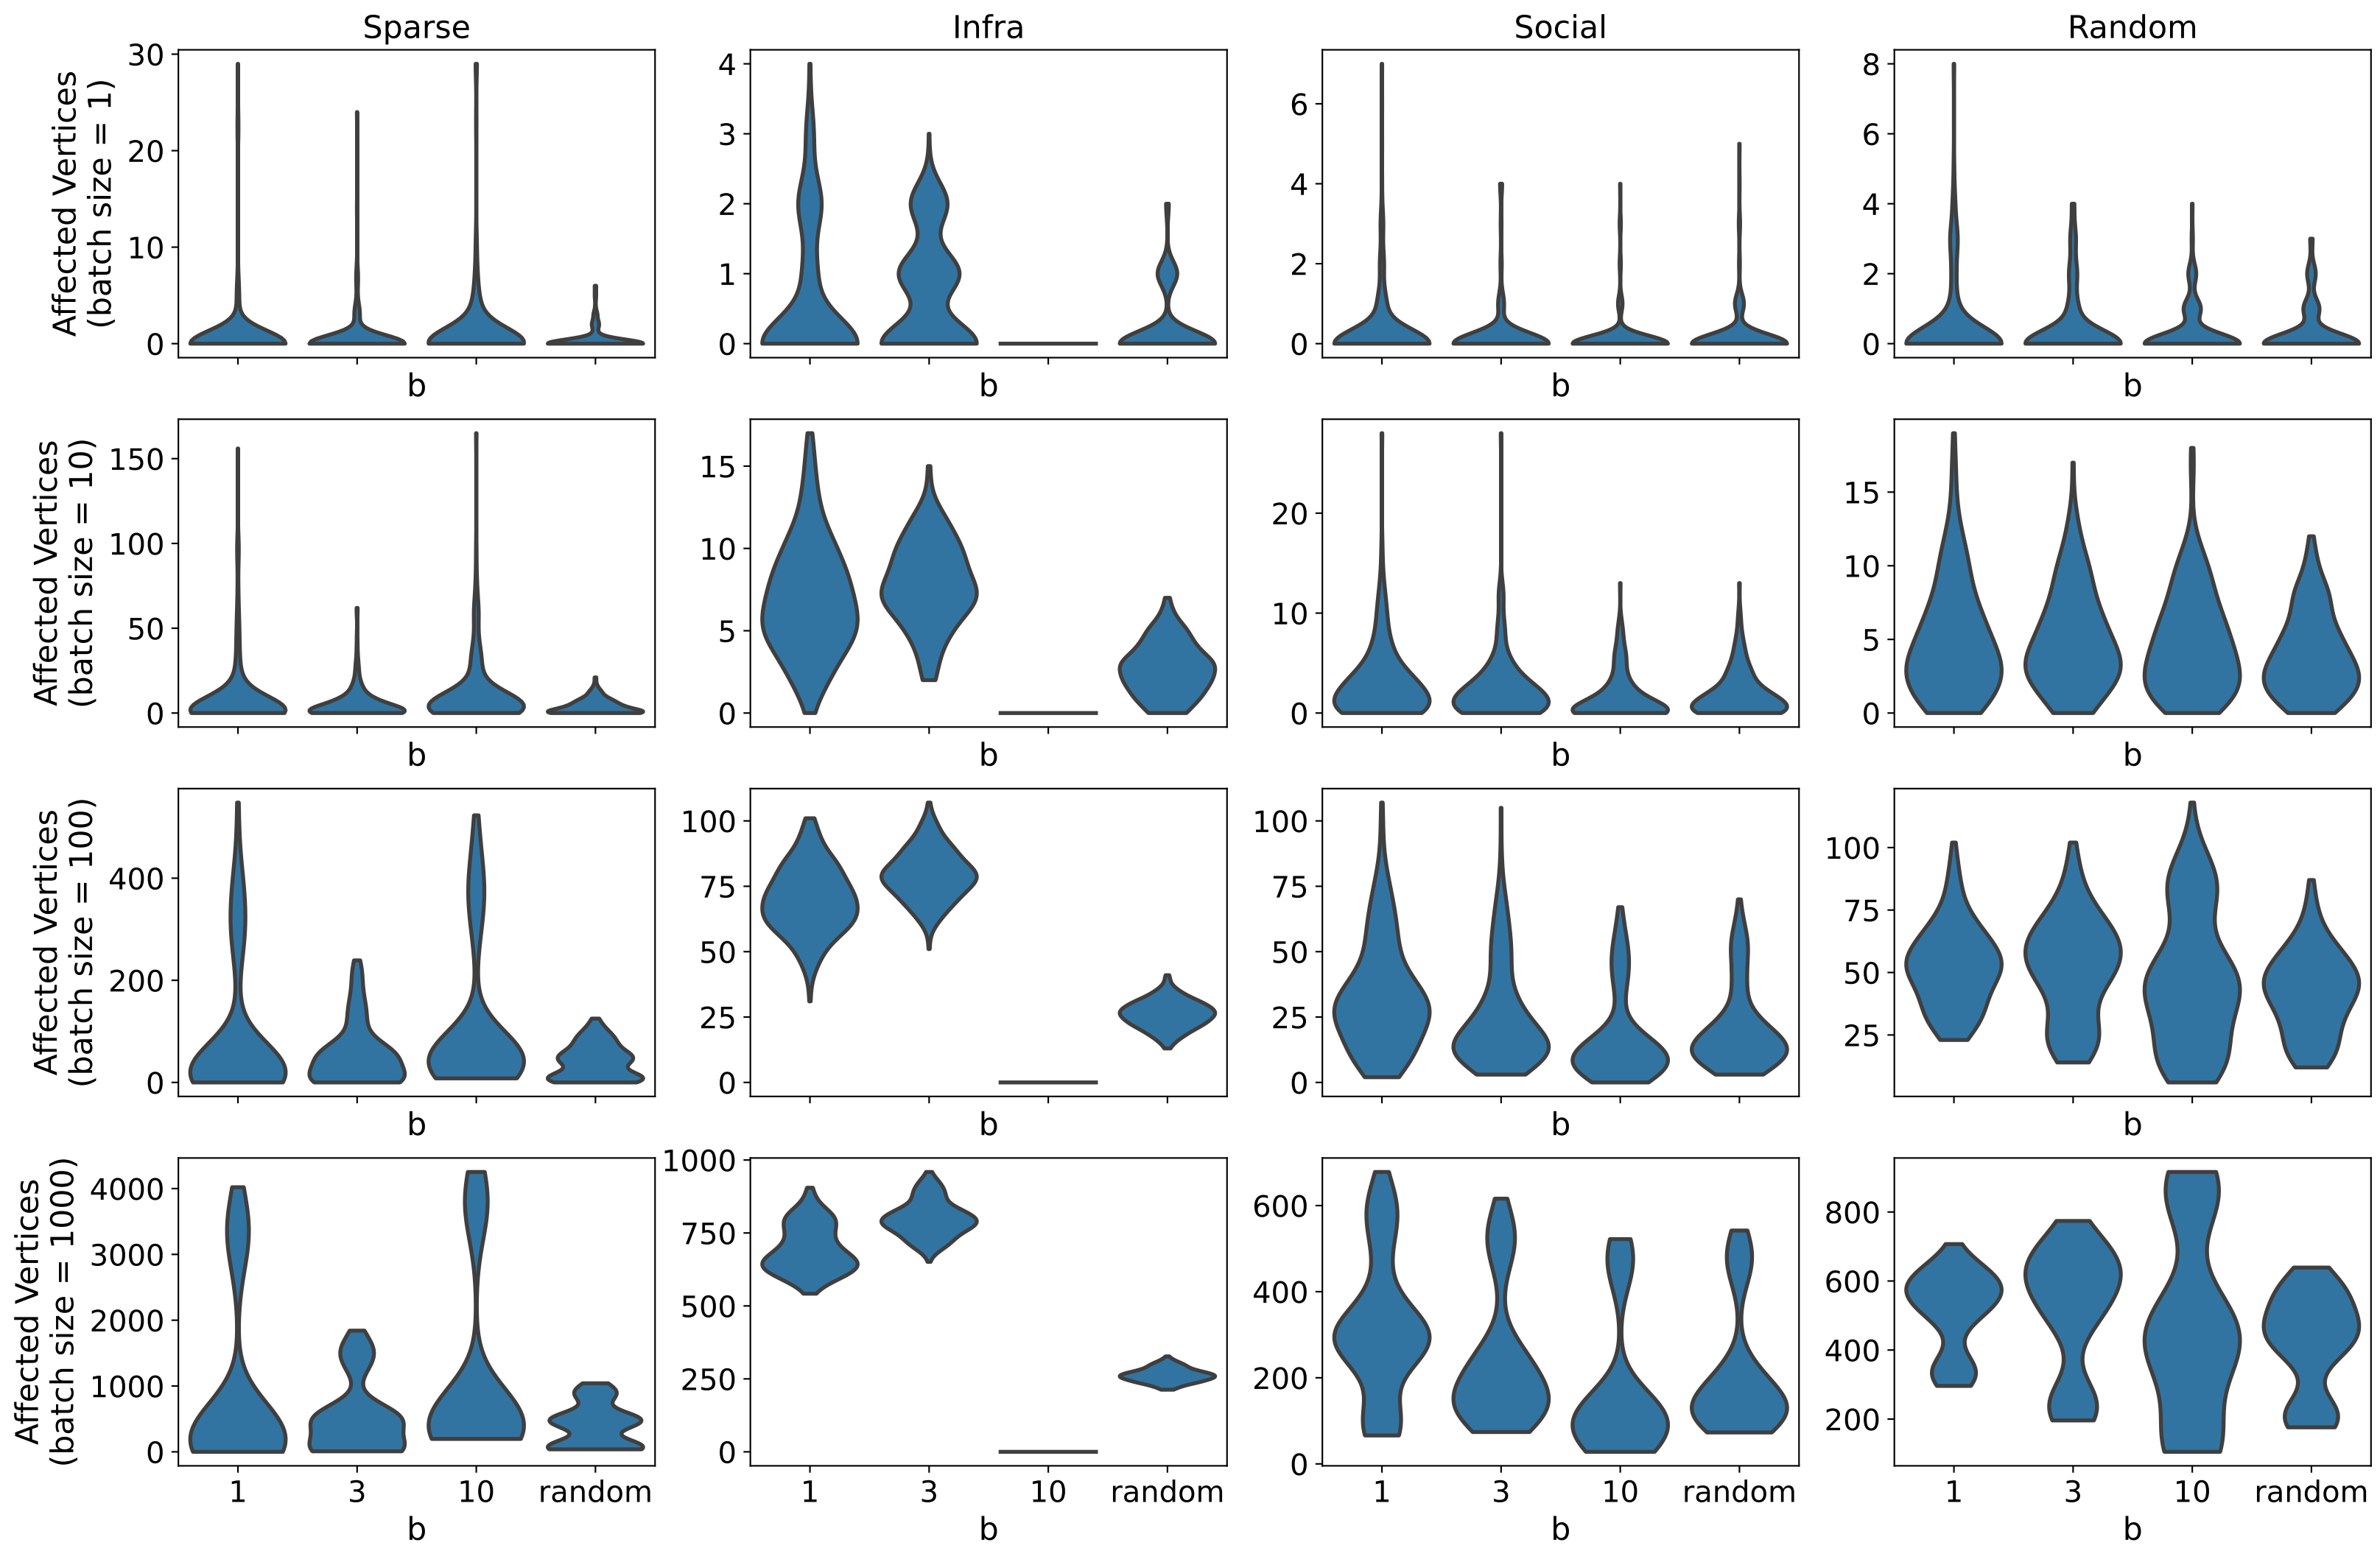 Sparse
Infra
Social
Random
Affected Vertices
(batch size = 1)
30
20
10
0
b
4
3
2
1
0
b
6
4
2
0
b
8
6
4
2
0
b
Affected Vertices
(batch size = 10)
150
100
50
0
b
15
10
5
0
b
20
10
0
b
15
10
5
0
b
Affected Vertices
(batch size = 100)
400
200
0
b
100
75
50
25
0
b
100
75
50
25
0
b
100
75
50
25
b
Affected Vertices
(batch size = 1000)
4000
3000
2000
1000
0
1 3 10 random
b
1000
750
500
250
0
1 3 10 random
b
600
400
200
0
1 3 10 random
b
800
600
400
200
1 3 10 random
b